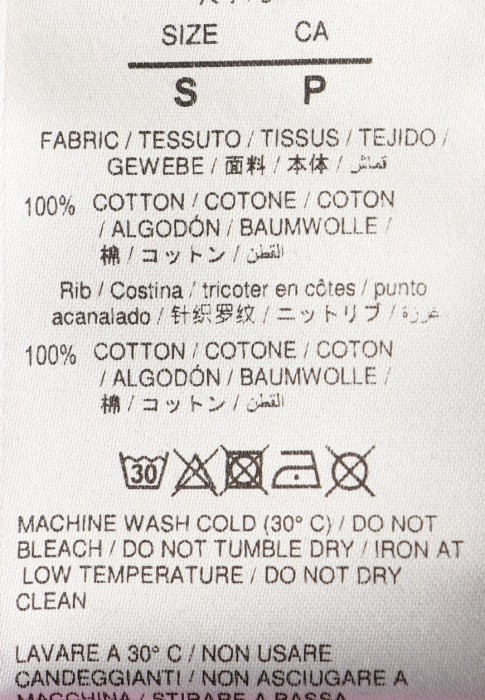 SIZE CA
S P
FABRIC / TESSUTO / TISSUS / TEJIDO /
GEWEBE / 面料 / 本体 / قماش
100% COTTON / COTONE / COTON
/ ALGODÓN / BAUMWOLLE /
棉 / コットン / القطن
Rib / Costina / tricoter en côtes / punto
acanalado / 针织罗纹 / ニットリブ / غرزة
100% COTTON / COTONE / COTON
/ ALGODÓN / BAUMWOLLE /
棉 / コットン / القطن
30
MACHINE WASH COLD (30° C) / DO NOT
BLEACH / DO NOT TUMBLE DRY / IRON AT
LOW TEMPERATURE / DO NOT DRY
CLEAN
LAVARE A 30° C / NON USARE
CANDEGGIANTI / NON ASCIUGARE A
MACCHINA / STIRARE A BASSA